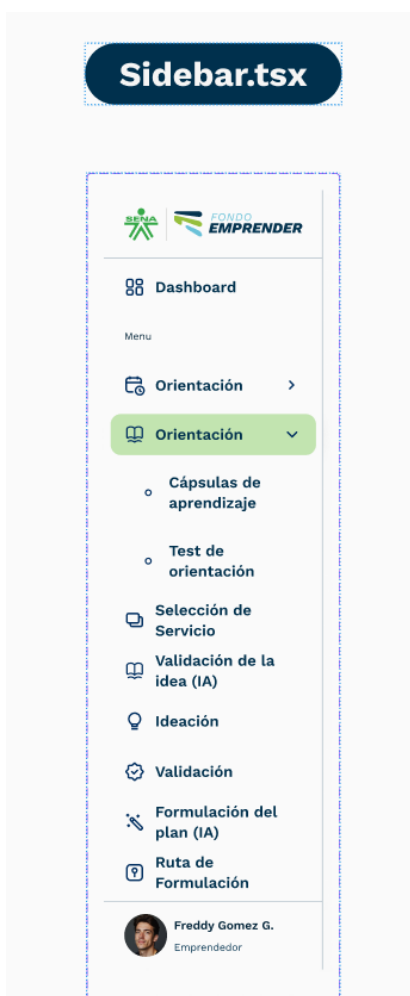 Sidebar.tsx
SENA
FONDO
EMPRENDER
Dashboard
Menu
Orientación
Orientación
Cápsulas de
aprendizaje
Test de
orientación
Selección de
Servicio
Validación de la
idea (IA)
Ideación
Validación
Formulación del
plan (IA)
Ruta de
Formulación
Freddy Gomez G.
Emprendedor